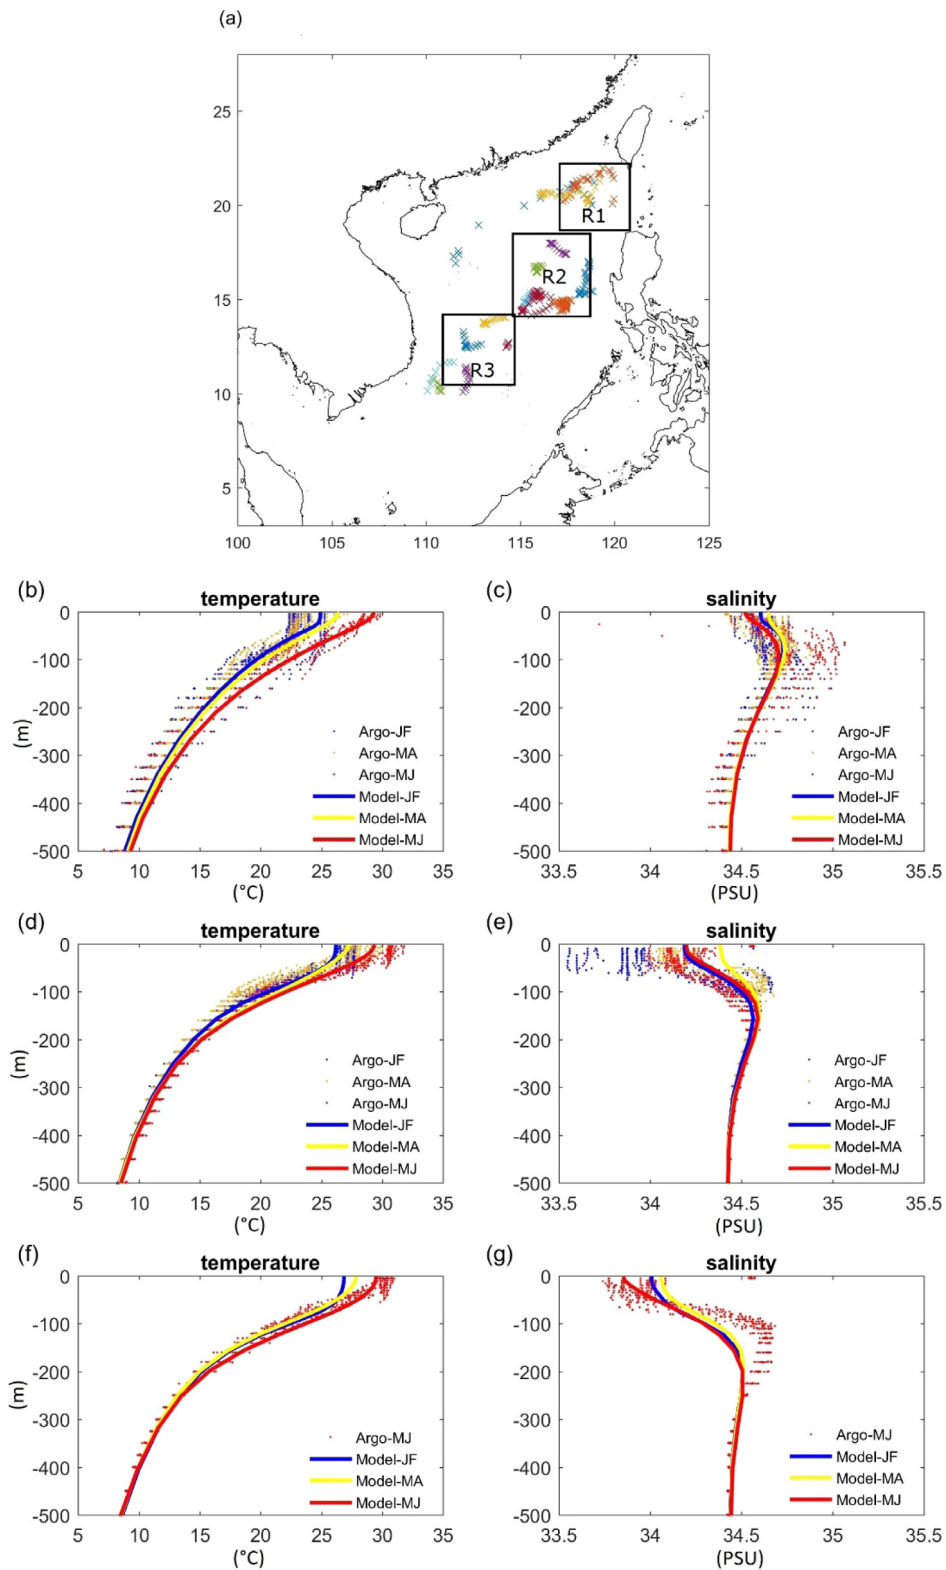 (a)
25
20
15
10
5
R1
R2
R3
100 105 110 115 120 125
(b) temperature
0
-100
-200
-300
-400
-500
(m)
Argo-JF
Argo-MA
Argo-MJ
Model-JF
Model-MA
Model-MJ
5 10 15 20 25 30 35
(°C)
(c) salinity
0
-100
-200
-300
-400
-500
Argo-JF
Argo-MA
Argo-MJ
Model-JF
Model-MA
Model-MJ
33.5 34 34.5 35 35.5
(PSU)
(d) temperature
0
-100
-200
-300
-400
-500
(m)
Argo-JF
Argo-MA
Argo-MJ
Model-JF
Model-MA
Model-MJ
5 10 15 20 25 30 35
(°C)
(e) salinity
0
-100
-200
-300
-400
-500
Argo-JF
Argo-MA
Argo-MJ
Model-JF
Model-MA
Model-MJ
33.5 34 34.5 35 35.5
(PSU)
(f) temperature
0
-100
-200
-300
-400
-500
(m)
Argo-MJ
Model-JF
Model-MA
Model-MJ
5 10 15 20 25 30 35
(°C)
(g) salinity
0
-100
-200
-300
-400
-500
Argo-MJ
Model-JF
Model-MA
Model-MJ
33.5 34 34.5 35 35.5
(PSU)